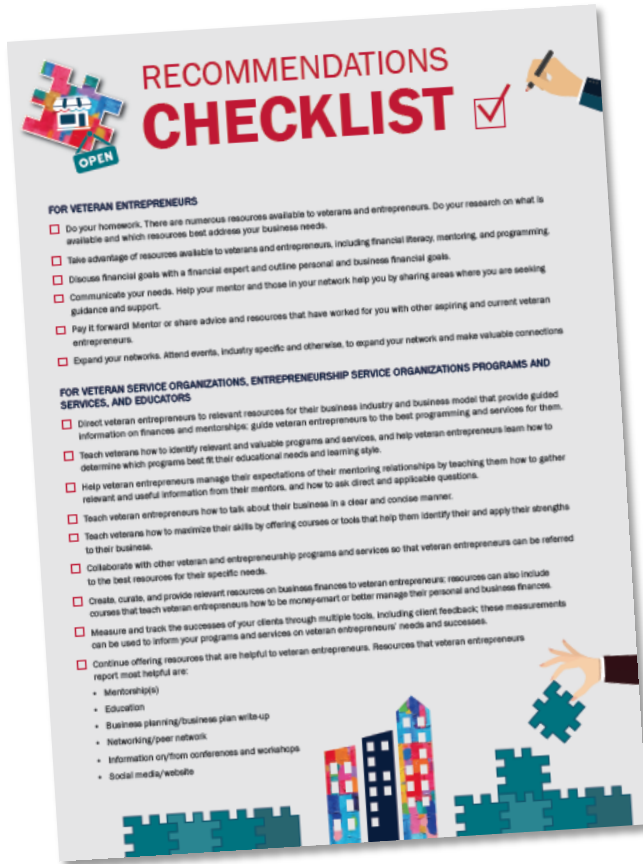 RECOMMENDATIONS
CHECKLIST
OPEN
FOR VETERAN ENTREPRENEURS
Do your homework. There are numerous resources available to veterans and entrepreneurs. Do your research on what is
available and which resources best address your business needs.
Take advantage of resources available to veterans and entrepreneurs, including financial literacy, mentoring, and programming.
Discuss financial goals with a financial expert and outline personal and business financial goals.
Communicate your needs. Help your mentor and those in your network help you by sharing areas where you are seeking
guidance and support.
Pay it forward! Mentor or share advice and resources that have worked for you with other aspiring and current veteran
entrepreneurs.
Expand your networks. Attend events, industry specific and otherwise, to expand your network and make valuable connections
FOR VETERAN SERVICE ORGANIZATIONS, ENTREPRENEURSHIP SERVICE ORGANIZATIONS PROGRAMS AND
SERVICES, AND EDUCATORS
Direct veteran entrepreneurs to relevant resources for their business industry and business model that provide guided
information on finances and mentorships; guide veteran entrepreneurs to the best programming and services for them.
Teach veterans how to identify relevant and valuable programs and services, and help veteran entrepreneurs learn how to
determine which programs best fit their educational needs and learning style.
Help veteran entrepreneurs manage their expectations of their mentoring relationships by teaching them how to gather
relevant and useful information from their mentors, and how to ask direct and applicable questions.
Teach veteran entrepreneurs how to talk about their business in a clear and concise manner.
Teach veterans how to maximize their skills by offering courses or tools that help them identify their and apply their strengths
to their business.
Collaborate with other veteran and entrepreneurship programs and services so that veteran entrepreneurs can be referred
to the best resources for their specific needs.
Create, curate, and provide relevant resources on business finances to veteran entrepreneurs; resources can also include
courses that teach veteran entrepreneurs how to be money-smart or better manage their personal and business finances.
Measure and track the successes of your clients through multiple tools, including client feedback; these measurements
can be used to inform your programs and services on veteran entrepreneurs' needs and successes.
Continue offering resources that are helpful to veteran entrepreneurs. Resources that veteran entrepreneurs
report most helpful are:
• Mentorship(s)
• Education
• Business planning/business plan write-up
• Networking/peer network
• Information on/from conferences and workshops
• Social media/website